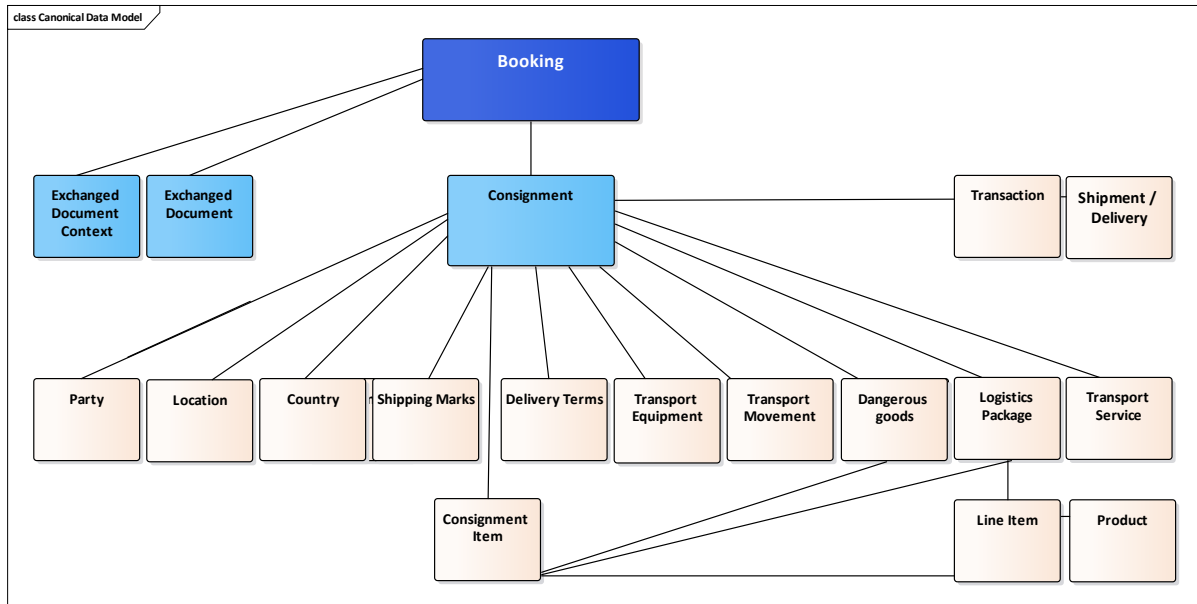 class Canonical Data Model
Booking
Exchanged
Document
Context
Exchanged
Document
Consignment
Transaction
Shipment /
Delivery
Party
Location
Country
Shipping Marks
Delivery Terms
Transport
Equipment
Transport
Movement
Dangerous
goods
Logistics
Package
Transport
Service
Consignment
Item
Line Item
Product